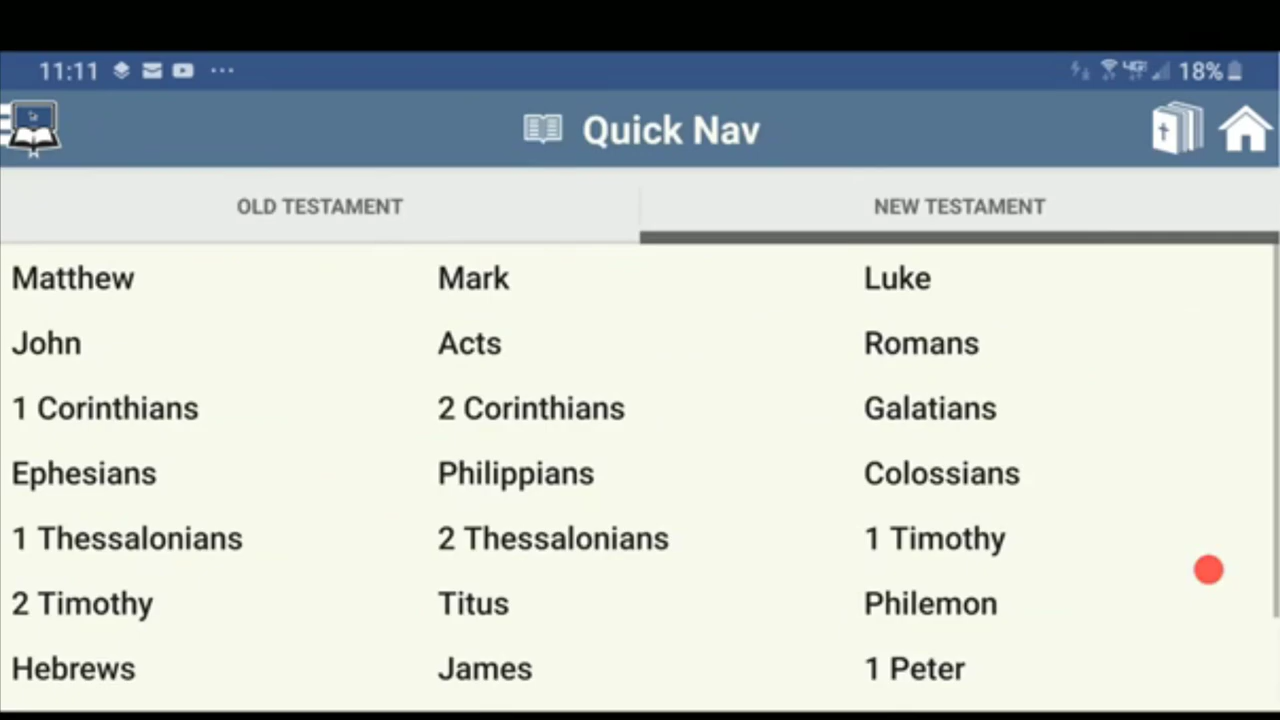 11:11 ... 4GE 18%
Quick Nav
OLD TESTAMENT NEW TESTAMENT
Matthew Mark Luke
John Acts Romans
1 Corinthians 2 Corinthians Galatians
Ephesians Philippians Colossians
1 Thessalonians 2 Thessalonians 1 Timothy
2 Timothy Titus Philemon
Hebrews James 1 Peter